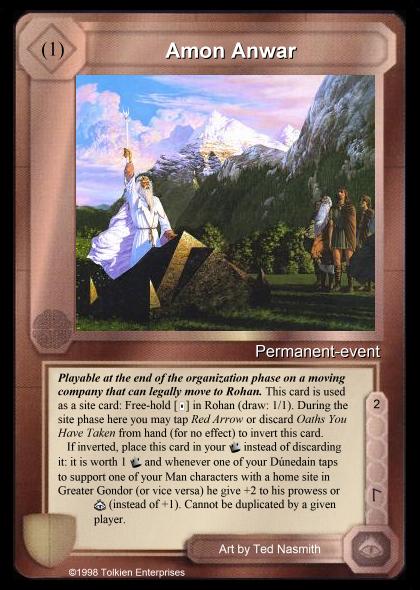 (1)
Amon Anwar
Permanent-event
Playable at the end of the organization phase on a moving
company that can legally move to Rohan. This card is used
as a site card: Free-hold [ ] in Rohan (draw: 1/1). During the
site phase here you may tap Red Arrow or discard Oaths You
Have Taken from hand (for no effect) to invert this card.
If inverted, place this card in your instead of discarding
it: it is worth 1 and whenever one of your Dúnedain taps
to support one of your Man characters with a home site in
Greater Gondor (or vice versa) he give +2 to his prowess or
(instead of +1). Cannot be duplicated by a given
player.
2
Art by Ted Nasmith
©1998 Tolkien Enterprises